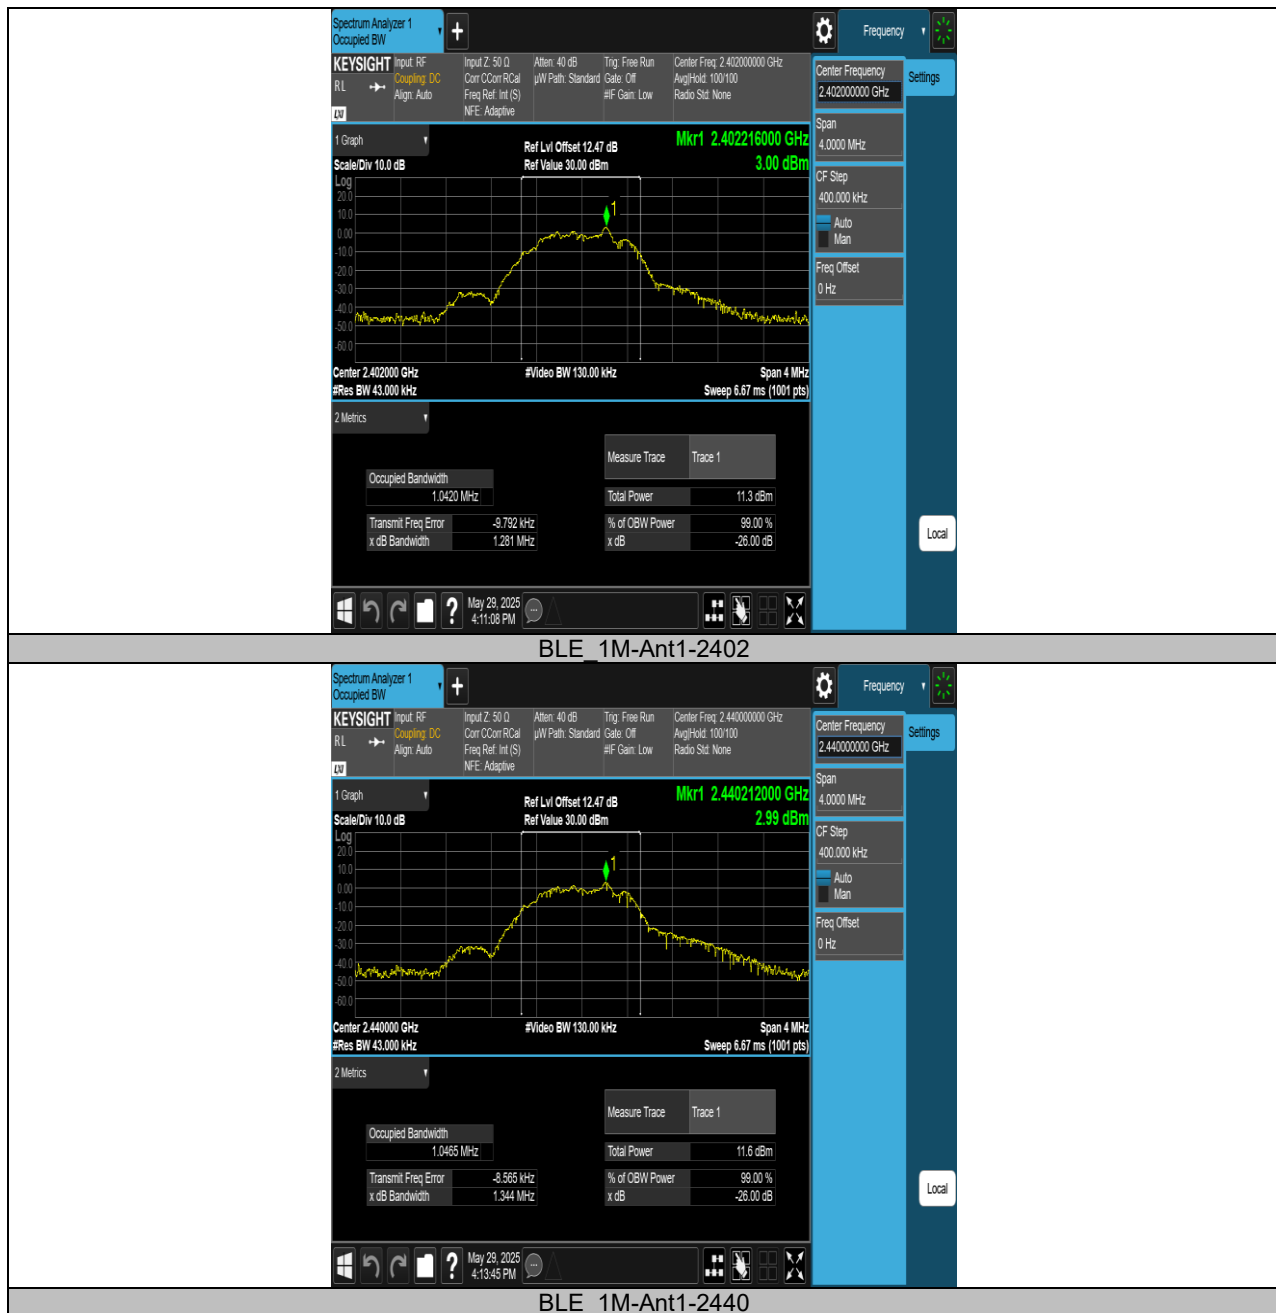 Spectrum Analyzer 1
Occupied BW
+
Frequency
KEYSIGHT
RL
LXI
Input: RF
Coupling: DC
Align: Auto
Input Z: 50 Ω
Corr CCorr RCal
Freq Ref: Int (S)
NFE: Adaptive
Atten: 40 dB
µW Path: Standard
Trig: Free Run
Gate: Off
#IF Gain: Low
Center Freq: 2.402000000 GHz
Avg|Hold: 100/100
Radio Std: None
Center Frequency
2.402000000 GHz
Settings
Span
4.0000 MHz
CF Step
400.000 kHz
Auto
Man
Freq Offset
0 Hz
Local
1 Graph
Scale/Div 10.0 dB
Ref Lvl Offset 12.47 dB
Ref Value 30.00 dBm
Mkr1 2.402216000 GHz
3.00 dBm
Log
20.0
10.0
0.00
-10.0
-20.0
-30.0
-40.0
-50.0
-60.0
1
Center 2.402000 GHz
#Video BW 130.00 kHz
Span 4 MHz
#Res BW 43.000 kHz
Sweep 6.67 ms (1001 pts)
2 Metrics
Measure Trace Trace 1
Occupied Bandwidth
1.0420 MHz
Total Power 11.3 dBm
Transmit Freq Error -9.792 kHz
% of OBW Power 99.00 %
x dB Bandwidth 1.281 MHz
x dB -26.00 dB
?
May 29, 2025
4:11:08 PM
BLE_1M-Ant1-2402
Spectrum Analyzer 1
Occupied BW
+
Frequency
KEYSIGHT
RL
LXI
Input: RF
Coupling: DC
Align: Auto
Input Z: 50 Ω
Corr CCorr RCal
Freq Ref: Int (S)
NFE: Adaptive
Atten: 40 dB
µW Path: Standard
Trig: Free Run
Gate: Off
#IF Gain: Low
Center Freq: 2.440000000 GHz
Avg|Hold: 100/100
Radio Std: None
Center Frequency
2.440000000 GHz
Settings
Span
4.0000 MHz
CF Step
400.000 kHz
Auto
Man
Freq Offset
0 Hz
Local
1 Graph
Scale/Div 10.0 dB
Ref Lvl Offset 12.47 dB
Ref Value 30.00 dBm
Mkr1 2.440212000 GHz
2.99 dBm
Log
20.0
10.0
0.00
-10.0
-20.0
-30.0
-40.0
-50.0
-60.0
1
Center 2.440000 GHz
#Video BW 130.00 kHz
Span 4 MHz
#Res BW 43.000 kHz
Sweep 6.67 ms (1001 pts)
2 Metrics
Measure Trace Trace 1
Occupied Bandwidth
1.0465 MHz
Total Power 11.6 dBm
Transmit Freq Error -8.565 kHz
% of OBW Power 99.00 %
x dB Bandwidth 1.344 MHz
x dB -26.00 dB
?
May 29, 2025
4:13:45 PM
BLE_1M-Ant1-2440